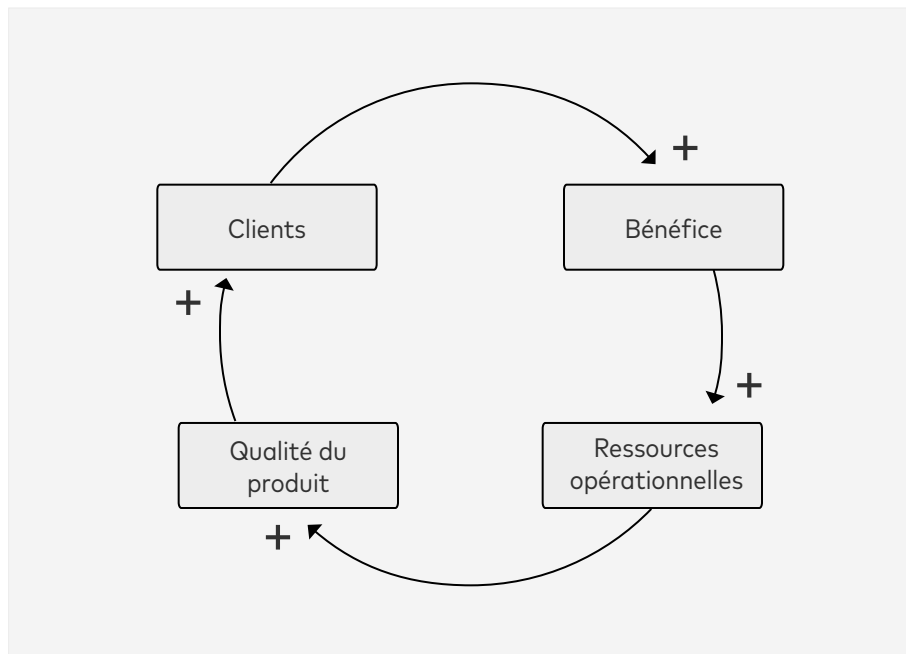 +
Clients
Bénéfice
+
+
Qualité du
produit
Ressources
opérationnelles
+